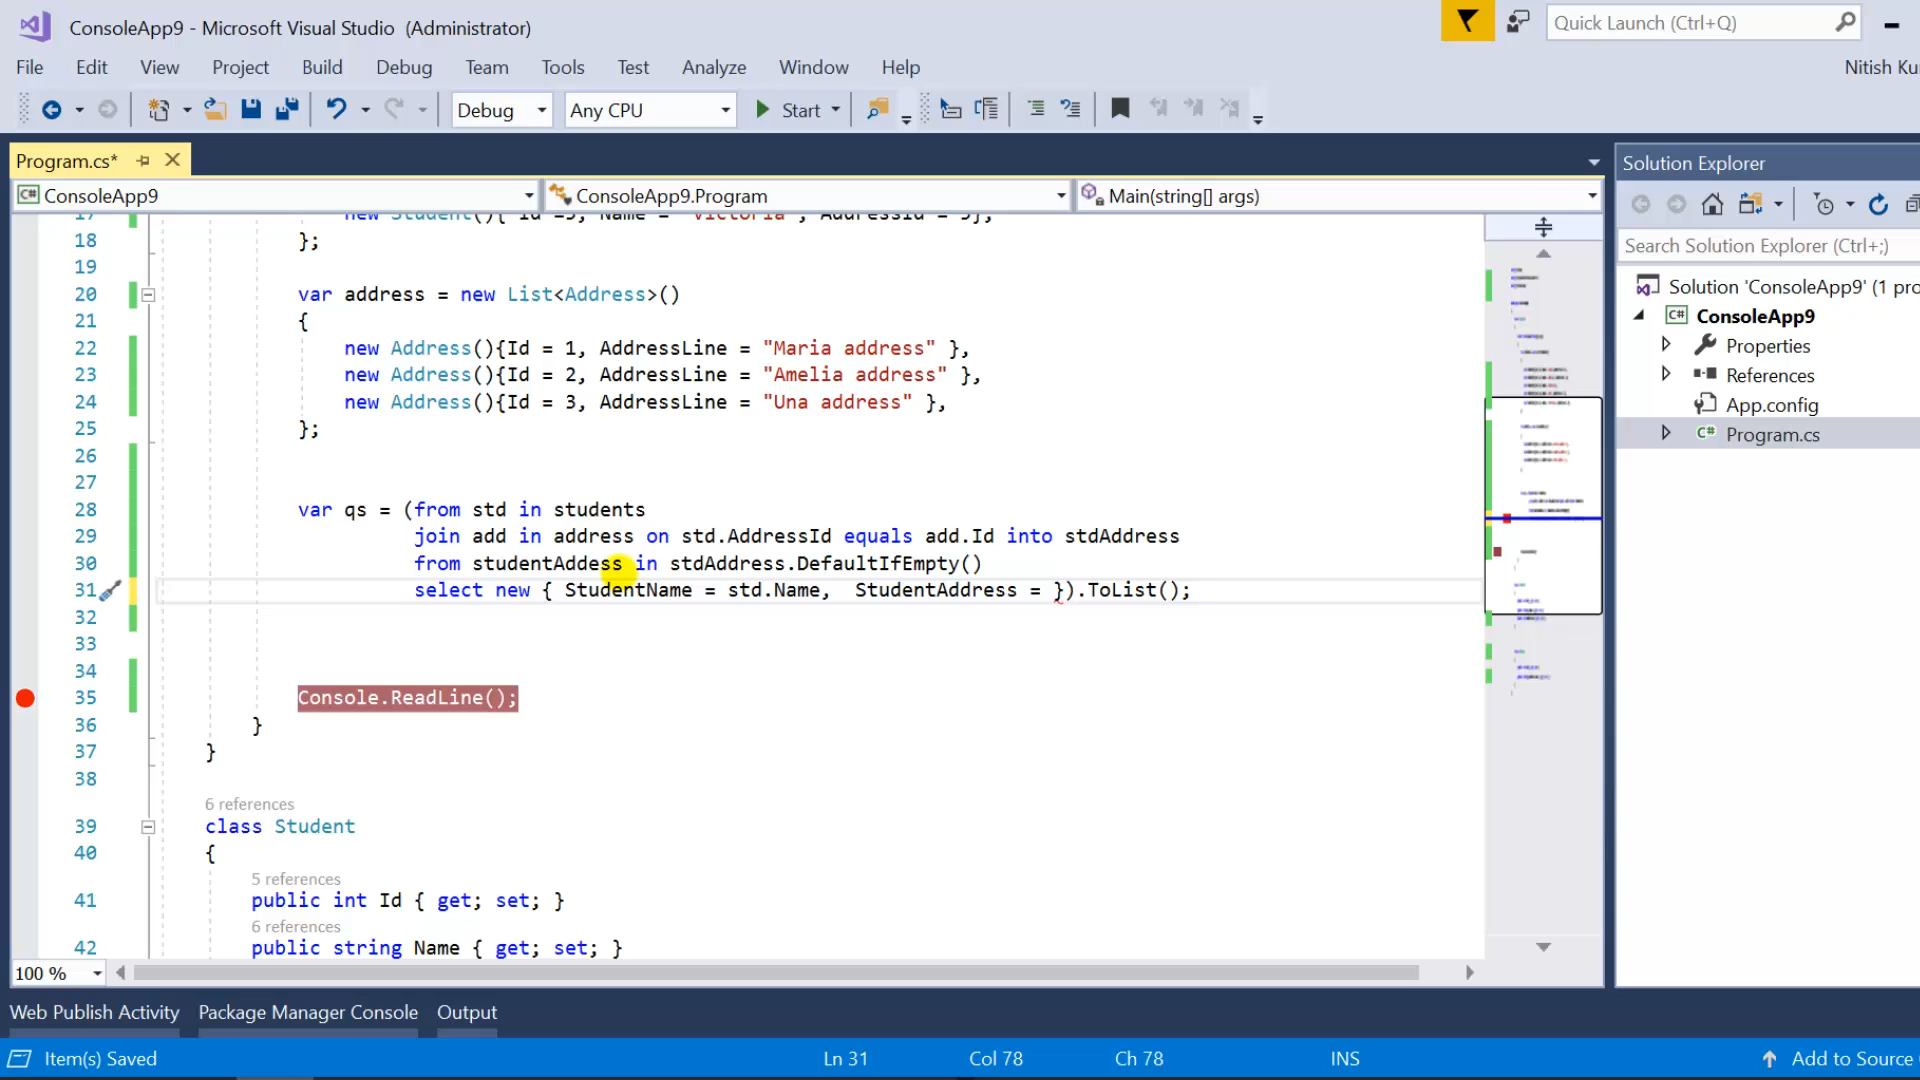 ConsoleApp9 - Microsoft Visual Studio (Administrator)
Quick Launch (Ctrl+Q)
File Edit View Project Build Debug Team Tools Test Analyze Window Help
Nitish Ku
Debug Any CPU Start
Program.cs*
ConsoleApp9 ConsoleApp9.Program Main(string[] args)
17 new Student(){ Id =5, Name = "Victoria", AddressId = 5},
18 };
19
20 var address = new List<Address>()
21 {
22 new Address(){Id = 1, AddressLine = "Maria address" },
23 new Address(){Id = 2, AddressLine = "Amelia address" },
24 new Address(){Id = 3, AddressLine = "Una address" },
25 };
26
27
28 var qs = (from std in students
29 join add in address on std.AddressId equals add.Id into stdAddress
30 from studentAddess in stdAddress.DefaultIfEmpty()
31 select new { StudentName = std.Name,  StudentAddress = }).ToList();
32
33
34
35 Console.ReadLine();
36 }
37 }
38
6 references
39 class Student
40 {
5 references
41 public int Id { get; set; }
6 references
42 public string Name { get; set; }
100 %
Solution Explorer
Search Solution Explorer (Ctrl+;)
Solution 'ConsoleApp9' (1 pro
C# ConsoleApp9
Properties
References
App.config
C# Program.cs
Web Publish Activity Package Manager Console Output
Item(s) Saved Ln 31 Col 78 Ch 78 INS Add to Source